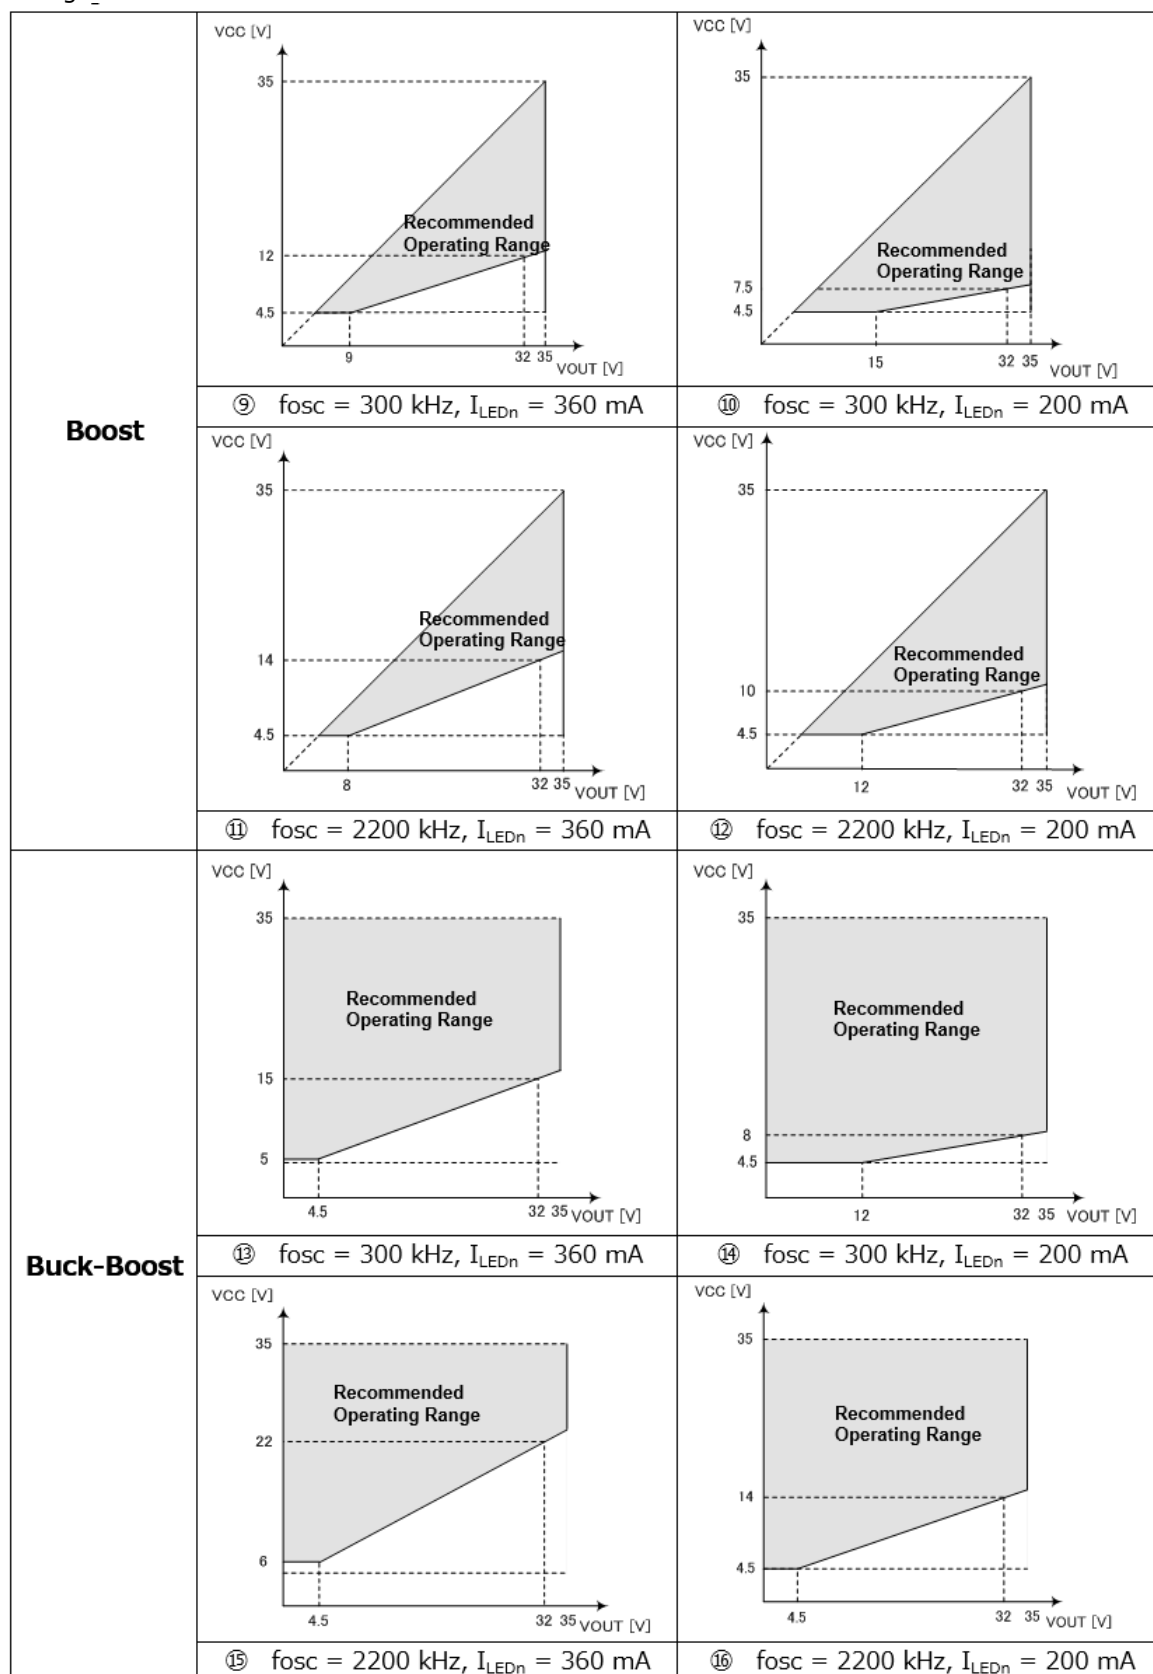 VCC [V]
35
Recommended
Operating Range
12
4.5
9
32 35
VOUT [V]
⑨ fosc = 300 kHz, ILEDn = 360 mA
VCC [V]
35
Recommended
Operating Range
7.5
4.5
15
32 35
VOUT [V]
⑩ fosc = 300 kHz, ILEDn = 200 mA
Boost
VCC [V]
35
Recommended
Operating Range
14
4.5
8
32 35
VOUT [V]
⑪ fosc = 2200 kHz, ILEDn = 360 mA
VCC [V]
35
Recommended
Operating Range
10
4.5
12
32 35
VOUT [V]
⑫ fosc = 2200 kHz, ILEDn = 200 mA
VCC [V]
35
Recommended
Operating Range
15
5
4.5
32 35
VOUT [V]
⑬ fosc = 300 kHz, ILEDn = 360 mA
VCC [V]
35
Recommended
Operating Range
8
4.5
12
32 35
VOUT [V]
⑭ fosc = 300 kHz, ILEDn = 200 mA
Buck-Boost
VCC [V]
35
Recommended
Operating Range
22
6
4.5
32 35
VOUT [V]
⑮ fosc = 2200 kHz, ILEDn = 360 mA
VCC [V]
35
Recommended
Operating Range
14
4.5
4.5
32 35
VOUT [V]
⑯ fosc = 2200 kHz, ILEDn = 200 mA